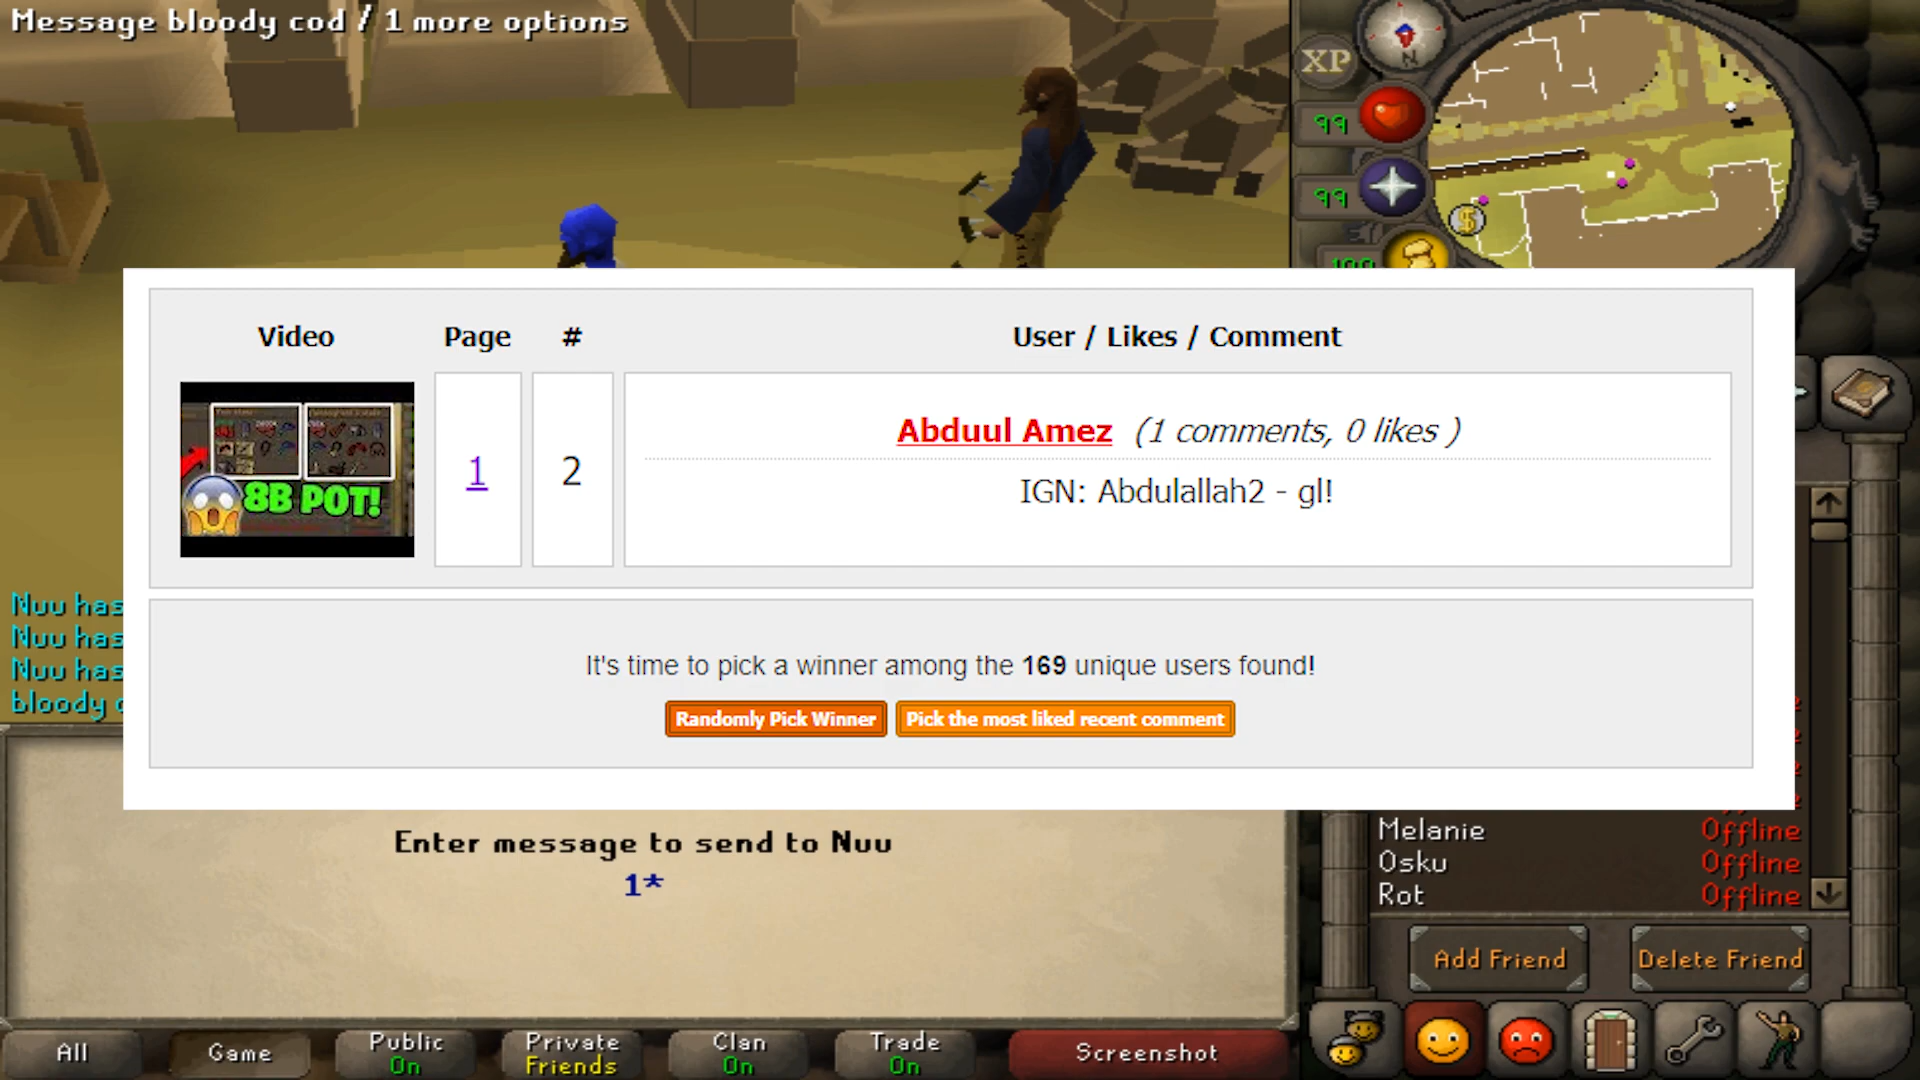 Message bloody cod / 1 more options
XP
N
99
99
100
Video
Page
#
User / Likes / Comment
8B POT!
1
2
Abduul Amez (1 comments, 0 likes )
IGN: Abdulallah2 - gl!
It's time to pick a winner among the 169 unique users found!
Randomly Pick Winner
Pick the most liked recent comment
Nuu has
Nuu has
Nuu has
bloody
Enter message to send to Nuu
1*
Melanie Offline
Osku Offline
Rot Offline
Add Friend
Delete Friend
All
Game
Public
On
Private
Friends
Clan
On
Trade
On
Screenshot